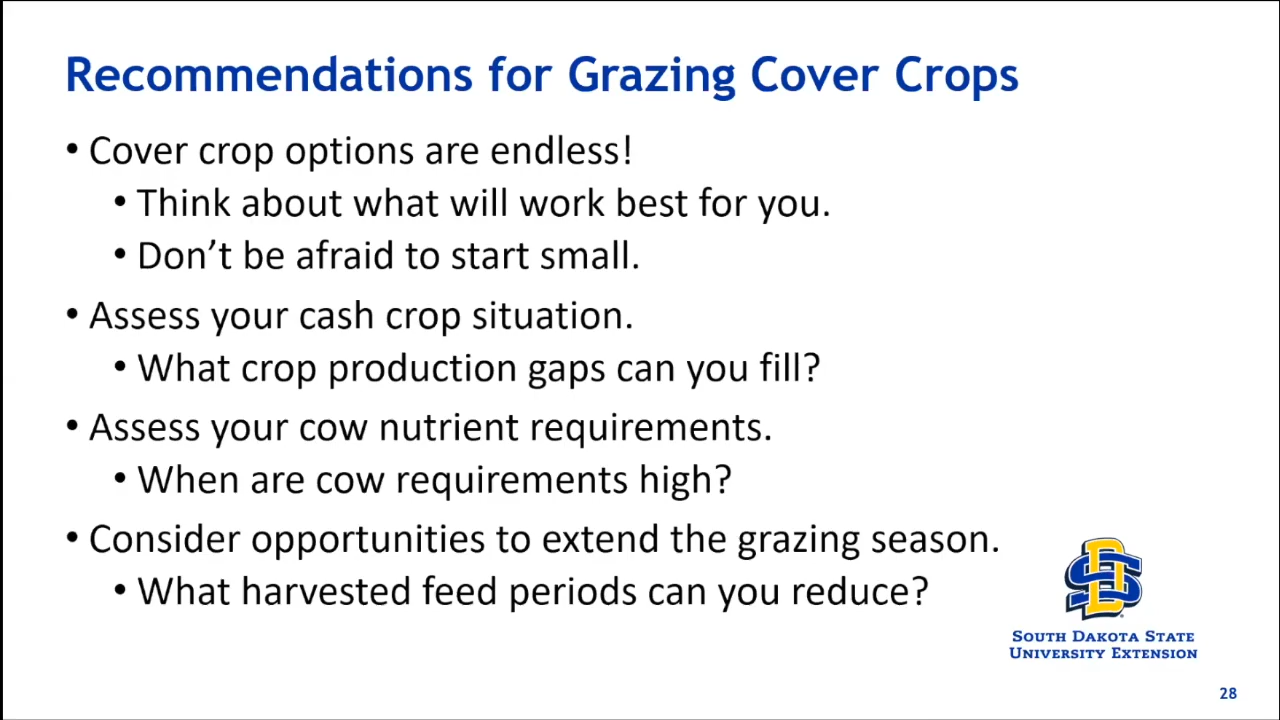 Recommendations for Grazing Cover Crops
• Cover crop options are endless!
• Think about what will work best for you.
• Don’t be afraid to start small.
• Assess your cash crop situation.
• What crop production gaps can you fill?
• Assess your cow nutrient requirements.
• When are cow requirements high?
• Consider opportunities to extend the grazing season.
• What harvested feed periods can you reduce?
SOUTH DAKOTA STATE
UNIVERSITY EXTENSION
28